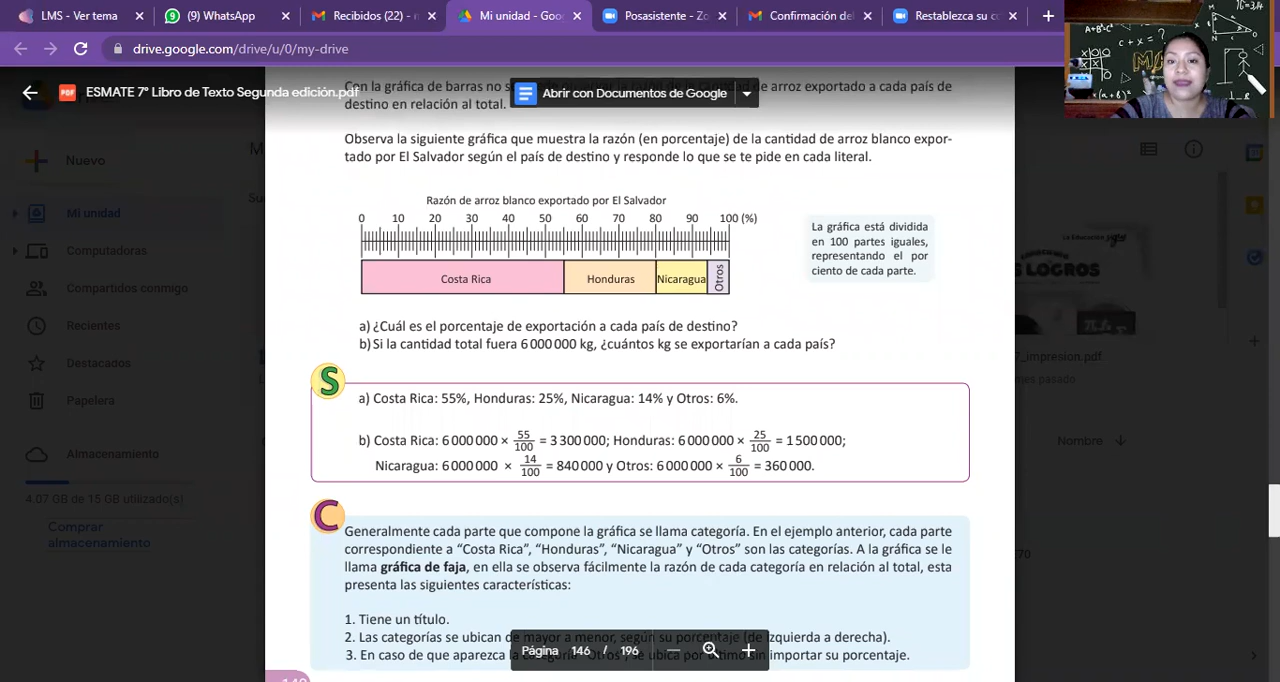 LMS - Ver tema
(9) WhatsApp
Recibidos (22) -
Mi unidad - Goo
Posasistente - Zo
Confirmación de
Restablezca su c
drive.google.com/drive/u/0/my-drive
A+B²=C²
C + X = ?
ESMATE 7° Libro de Texto Segunda edición.pdf
Abrir con Documentos de Google
Con la gráfica de barras no de arroz exportado a cada país de
destino en relación al total.
Nuevo
Mi unidad
Computadoras
Compartidos conmigo
Recientes
Destacados
Papelera
Almacenamiento
4.07 GB de 15 GB utilizado(s)
Comprar
almacenamiento
Observa la siguiente gráfica que muestra la razón (en porcentaje) de la cantidad de arroz blanco expor-
tado por El Salvador según el país de destino y responde lo que se te pide en cada literal.
Razón de arroz blanco exportado por El Salvador
0 10 20 30 40 50 60 70 80 90 100 (%)
Costa Rica Honduras Nicaragua Otros
La gráfica está dividida
en 100 partes iguales,
representando el por
ciento de cada parte.
a) ¿Cuál es el porcentaje de exportación a cada país de destino?
b) Si la cantidad total fuera 6 000 000 kg, ¿cuántos kg se exportarían a cada país?
S
a) Costa Rica: 55%, Honduras: 25%, Nicaragua: 14% y Otros: 6%.
b) Costa Rica: 6 000 000 × 55/100 = 3 300 000; Honduras: 6 000 000 × 25/100 = 1 500 000;
Nicaragua: 6 000 000 × 14/100 = 840 000 y Otros: 6 000 000 × 6/100 = 360 000.
C
Generalmente cada parte que compone la gráfica se llama categoría. En el ejemplo anterior, cada parte
correspondiente a “Costa Rica”, “Honduras”, “Nicaragua” y “Otros” son las categorías. A la gráfica se le
llama gráfica de faja, en ella se observa fácilmente la razón de cada categoría en relación al total, esta
presenta las siguientes características:
1. Tiene un título.
2. Las categorías se ubican de mayor a menor, según su porcentaje (de izquierda a derecha).
3. En caso de que aparezca la categoría “Otros”, se ubica por último sin importar su porcentaje.
Página 146 / 196
LOGROS
_impresion.pdf
mes pasado
Nombre